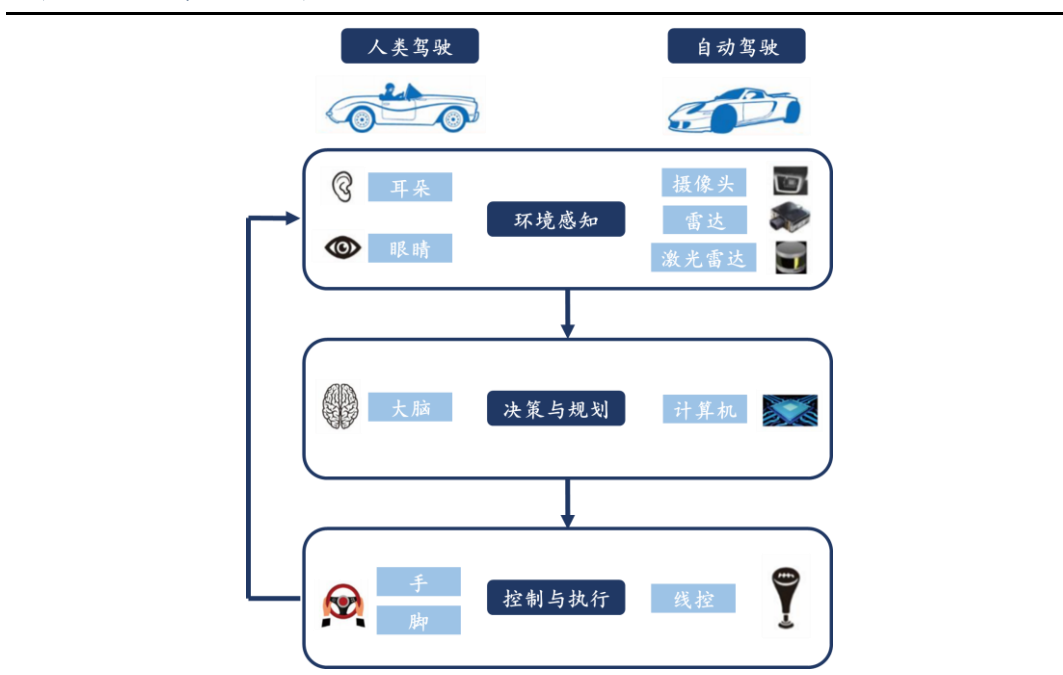 人类驾驶
自动驾驶
耳朵
眼睛
环境感知
摄像头
雷达
激光雷达
大脑
决策与规划
计算机
手
脚
控制与执行
线控